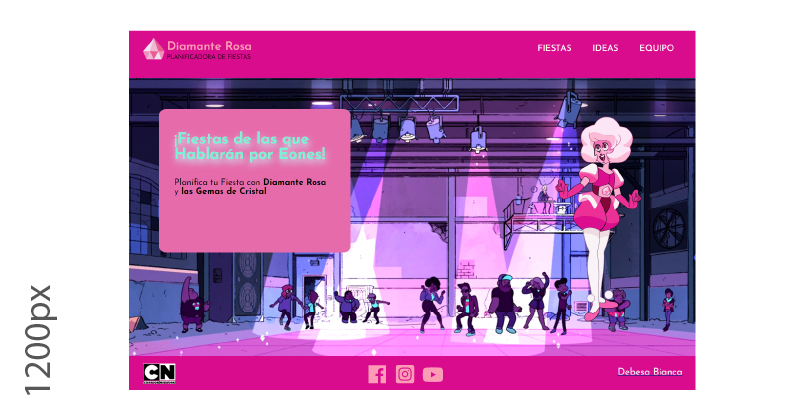 Diamante Rosa
PLANIFICADORA DE FIESTAS
FIESTAS IDEAS EQUIPO
¡Fiestas de las que
Hablarán por Eones!
Planifica tu Fiesta con Diamante Rosa
y las Gemas de Cristal
1200px
CN
Debesa Bianca